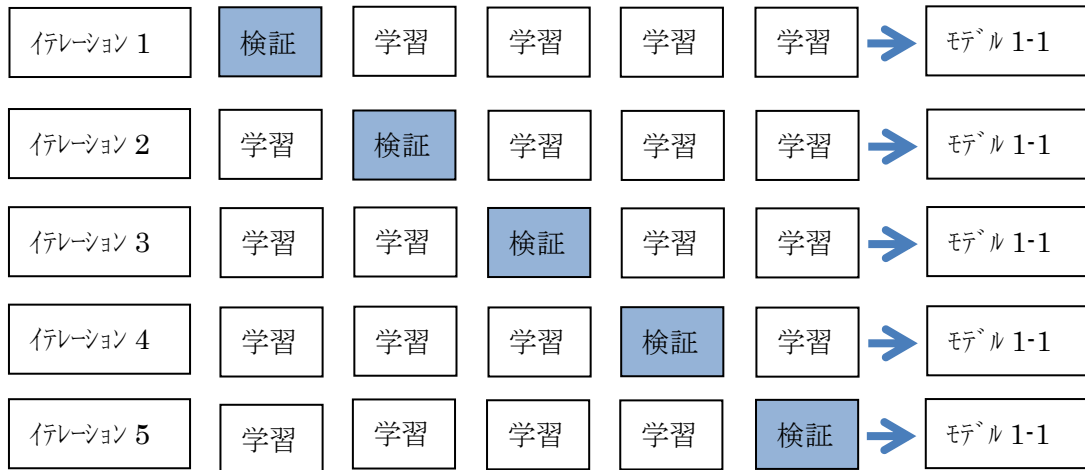 イテレーション 1 検証 学習 学習 学習 学習 モデル 1-1
イテレーション 2 学習 検証 学習 学習 学習 モデル 1-1
イテレーション 3 学習 学習 検証 学習 学習 モデル 1-1
イテレーション 4 学習 学習 学習 検証 学習 モデル 1-1
イテレーション 5 学習 学習 学習 学習 検証 モデル 1-1